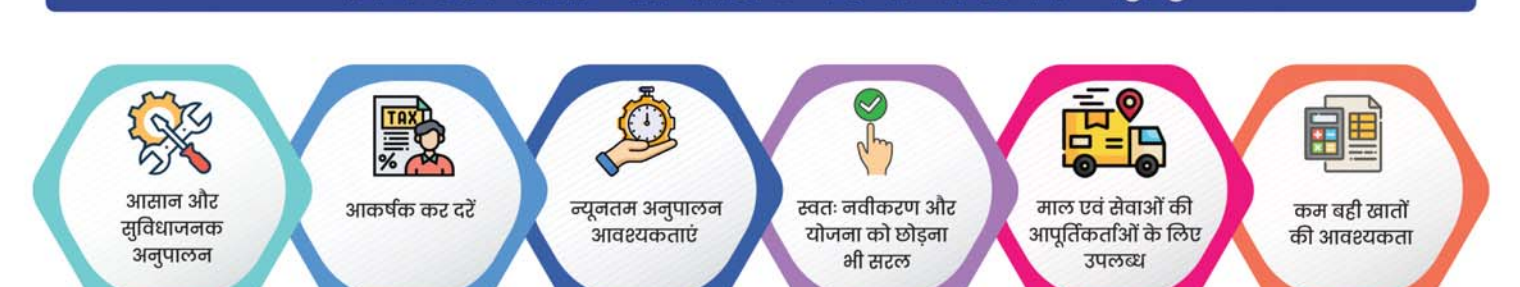 आसान और
सुविधाजनक
अनुपालन
TAX
%
आकर्षक कर दरें
न्यूनतम अनुपालन
आवश्यकताएं
स्वतः नवीकरण और
योजना को छोड़ना
भी सरल
माल एवं सेवाओं की
आपूर्तिकर्ताओं के लिए
उपलब्ध
कम बही खातों
की आवश्यकता